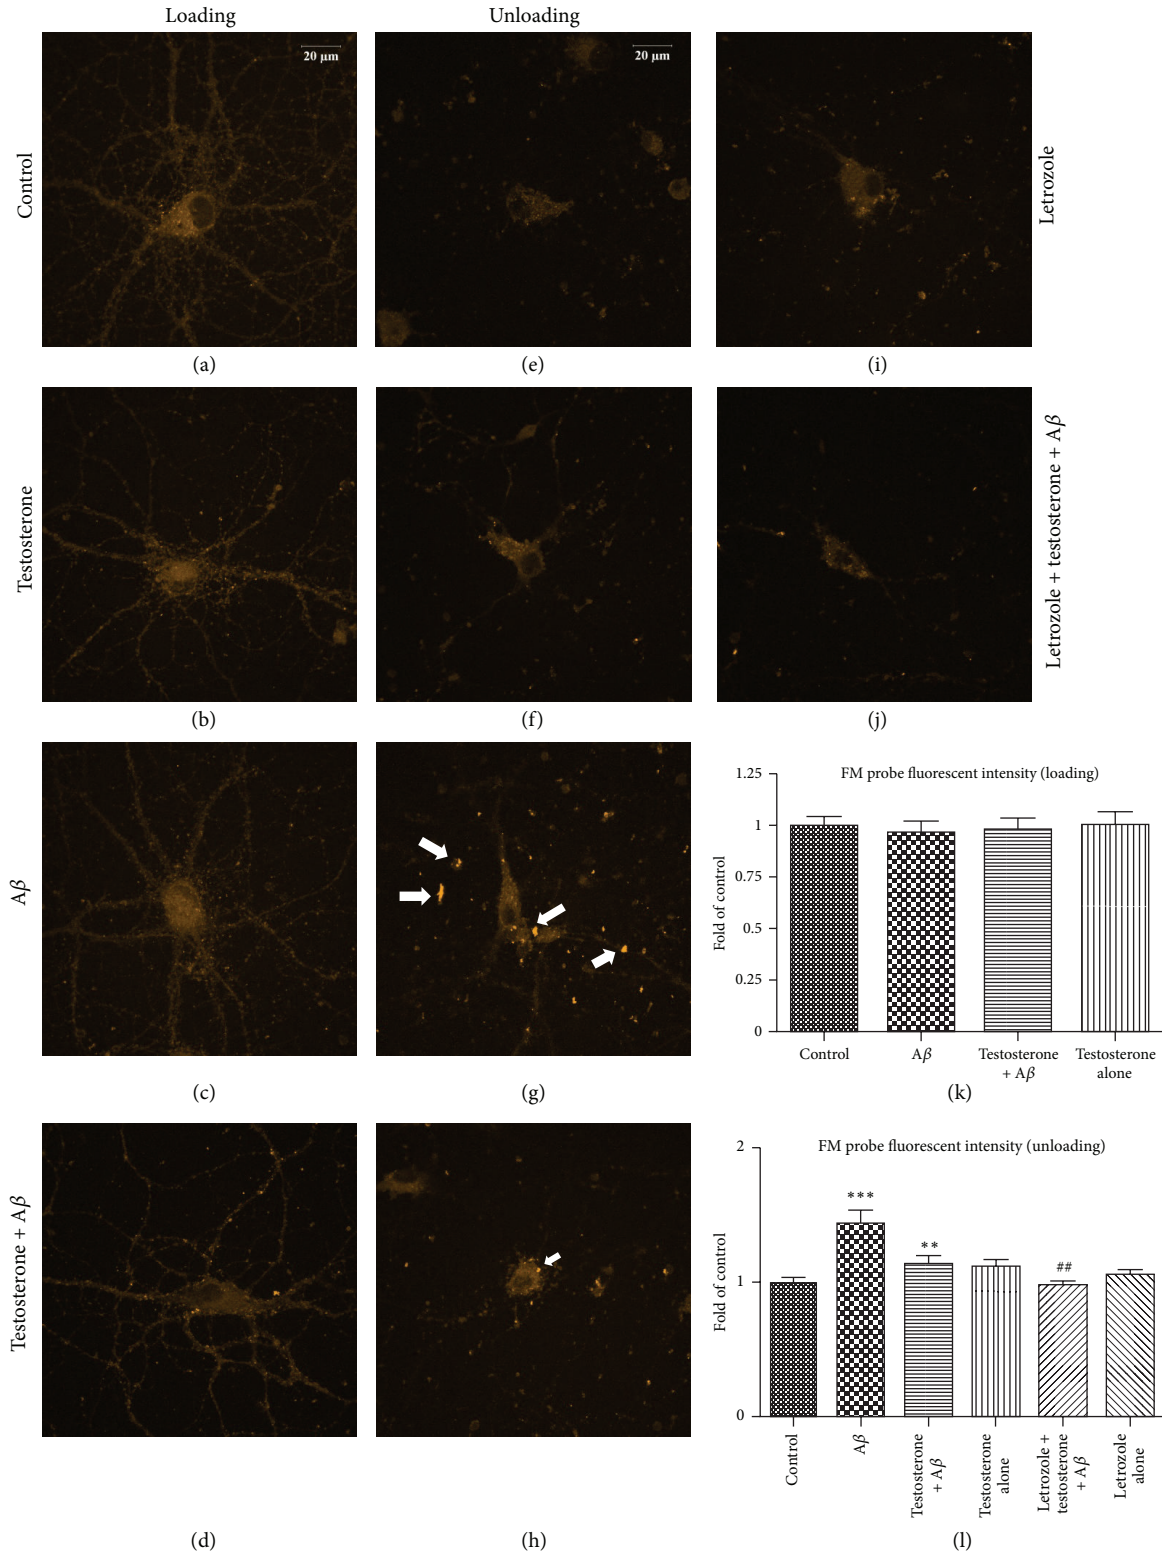 Loading
Unloading
20 μm
20 μm
Control
Letrozole
(a)
(e)
(i)
Testosterone
Letrozole + testosterone + Aβ
(b)
(f)
(j)
Aβ
(c)
(g)
FM probe fluorescent intensity (loading)
Fold of control
1.25
1
0.75
0.5
0.25
0
Control
Aβ
Testosterone
+ Aβ
Testosterone
alone
(k)
Testosterone + Aβ
(d)
(h)
FM probe fluorescent intensity (unloading)
Fold of control
2
1
0
***
**
##
Control
Aβ
Testosterone
+ Aβ
Testosterone
alone
Letrozole +
testosterone
+ Aβ
Letrozole
alone
(l)